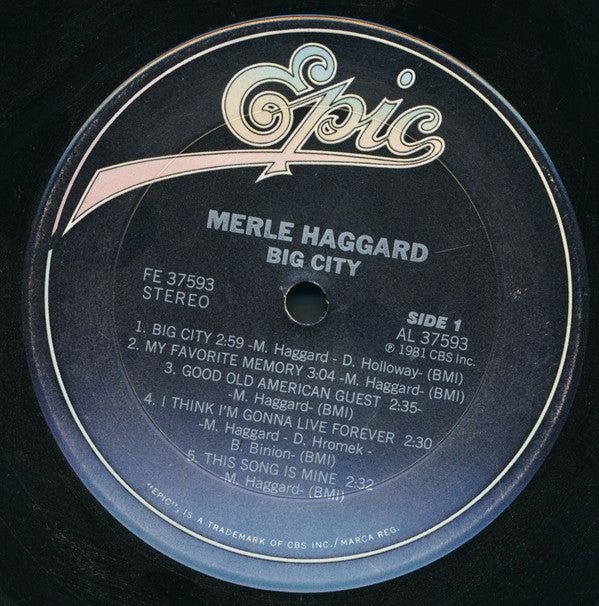 Epic
MERLE HAGGARD
BIG CITY
FE 37593
STEREO
SIDE 1
AL 37593
℗ 1981 CBS Inc.
1. BIG CITY 2:59 -M. Haggard - D. Holloway- (BMI)
2. MY FAVORITE MEMORY 3:04 -M. Haggard- (BMI)
3. GOOD OLD AMERICAN GUEST 2:35-
-M. Haggard- (BMI)
4. I THINK I'M GONNA LIVE FOREVER 2:30
-M. Haggard - D. Hromek -
B. Binion- (BMI)
5. THIS SONG IS MINE 2:32
-M. Haggard- (BMI)
"EPIC", IS A TRADEMARK OF CBS INC./MARCA REG.